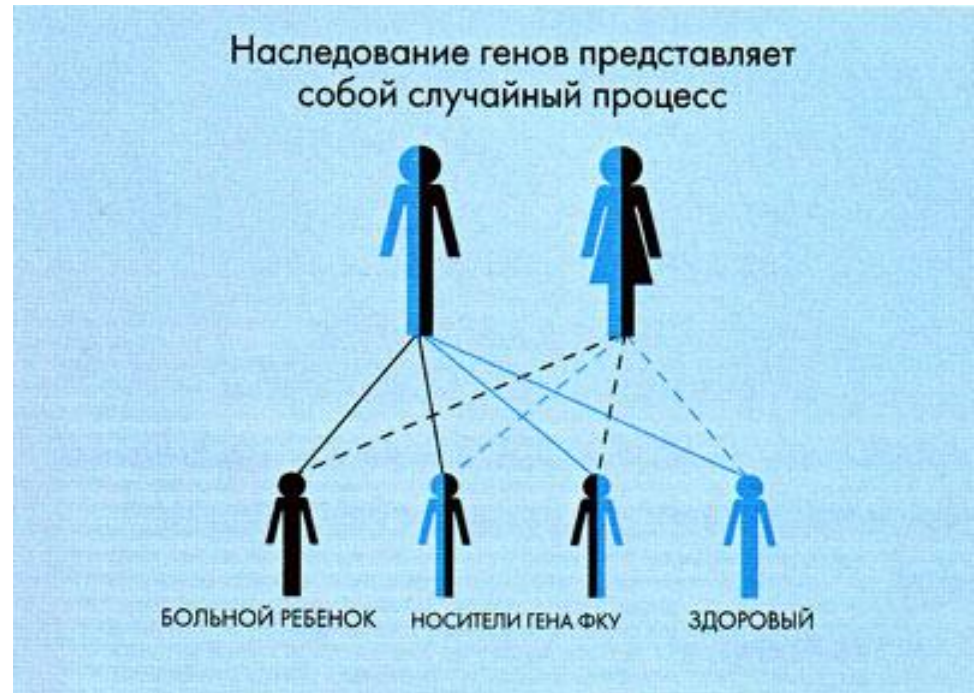 Наследование генов представляет
собой случайный процесс
БОЛЬНОЙ РЕБЕНОК НОСИТЕЛИ ГЕНА ФКУ ЗДОРОВЫЙ